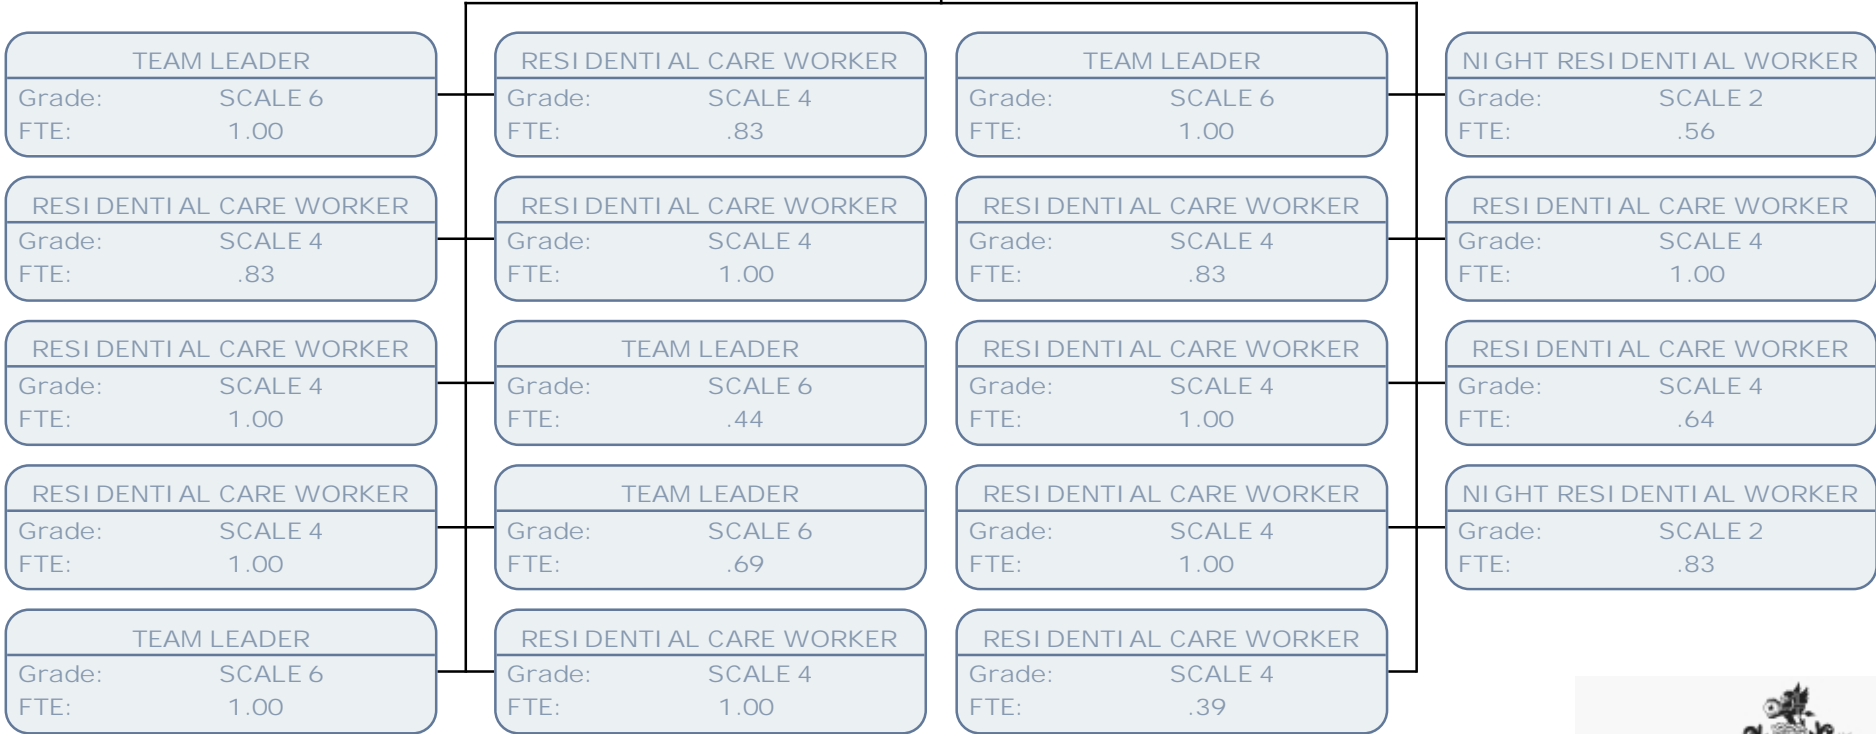 TEAM LEADER
Grade: SCALE 6
FTE: 1.00
RESIDENTIAL CARE WORKER
Grade: SCALE 4
FTE: .83
TEAM LEADER
Grade: SCALE 6
FTE: 1.00
NIGHT RESIDENTIAL WORKER
Grade: SCALE 2
FTE: .56
RESIDENTIAL CARE WORKER
Grade: SCALE 4
FTE: .83
RESIDENTIAL CARE WORKER
Grade: SCALE 4
FTE: 1.00
RESIDENTIAL CARE WORKER
Grade: SCALE 4
FTE: .83
RESIDENTIAL CARE WORKER
Grade: SCALE 4
FTE: 1.00
RESIDENTIAL CARE WORKER
Grade: SCALE 4
FTE: 1.00
TEAM LEADER
Grade: SCALE 6
FTE: .44
RESIDENTIAL CARE WORKER
Grade: SCALE 4
FTE: 1.00
RESIDENTIAL CARE WORKER
Grade: SCALE 4
FTE: .64
RESIDENTIAL CARE WORKER
Grade: SCALE 4
FTE: 1.00
TEAM LEADER
Grade: SCALE 6
FTE: .69
RESIDENTIAL CARE WORKER
Grade: SCALE 4
FTE: 1.00
NIGHT RESIDENTIAL WORKER
Grade: SCALE 2
FTE: .83
TEAM LEADER
Grade: SCALE 6
FTE: 1.00
RESIDENTIAL CARE WORKER
Grade: SCALE 4
FTE: 1.00
RESIDENTIAL CARE WORKER
Grade: SCALE 4
FTE: .39